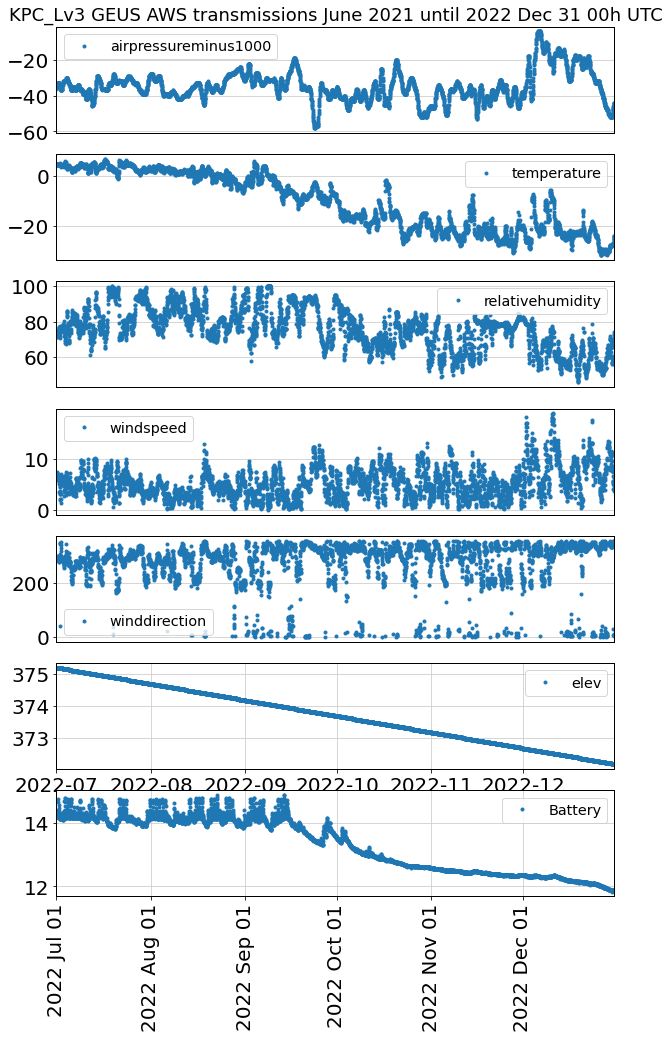 KPC_Lv3 GEUS AWS transmissions June 2021 until 2022 Dec 31 00h UTC
airpressureminus1000
−20
−40
−60
temperature
0
−20
relativehumidity
100
80
60
windspeed
10
0
winddirection
200
0
elev
375
374
373
2022-07 2022-08 2022-09 2022-10 2022-11 2022-12
Battery
14
12
2022 Jul 01
2022 Aug 01
2022 Sep 01
2022 Oct 01
2022 Nov 01
2022 Dec 01